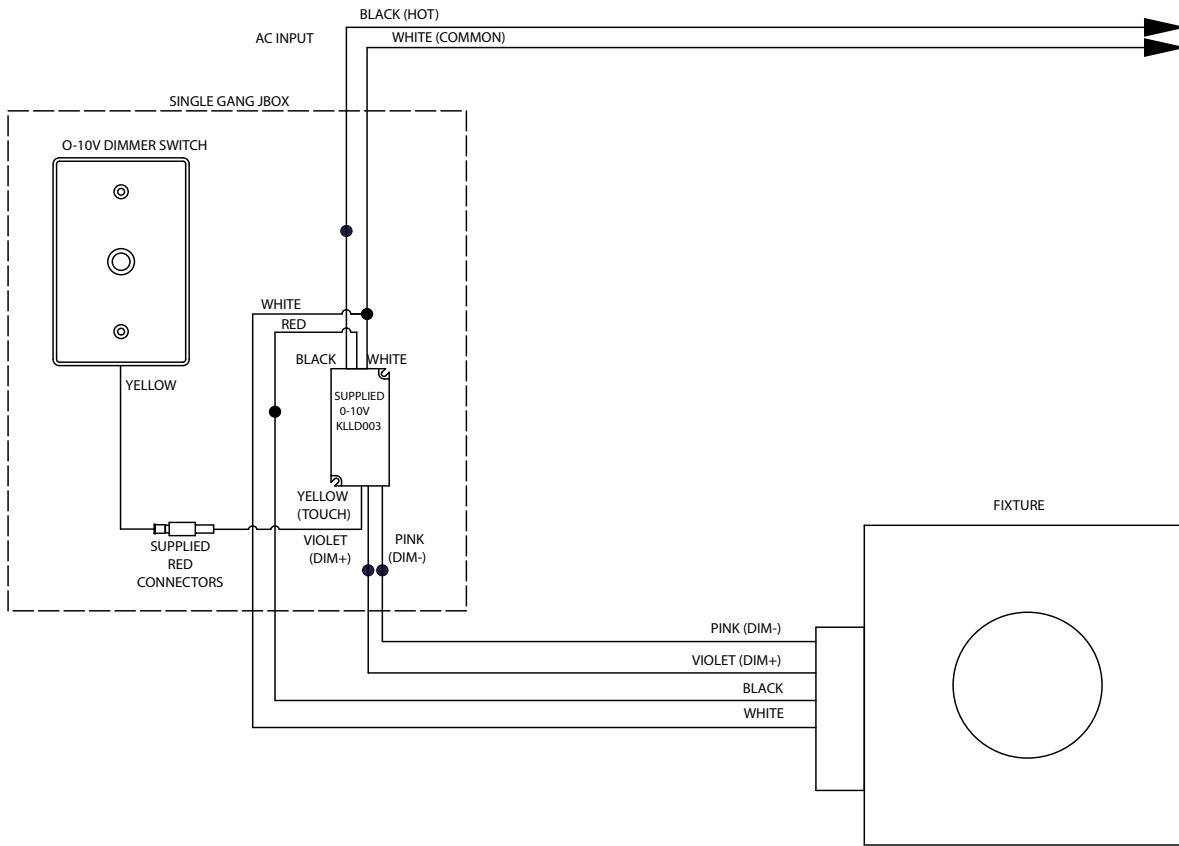 BLACK (HOT)
AC INPUT
WHITE (COMMON)
SINGLE GANG JBOX
O-10V DIMMER SWITCH
WHITE
RED
BLACK
WHITE
YELLOW
SUPPLIED
0-10V
KLLD003
YELLOW
(TOUCH)
VIOLET
(DIM+)
PINK
(DIM-)
SUPPLIED
RED
CONNECTORS
FIXTURE
PINK (DIM-)
VIOLET (DIM+)
BLACK
WHITE